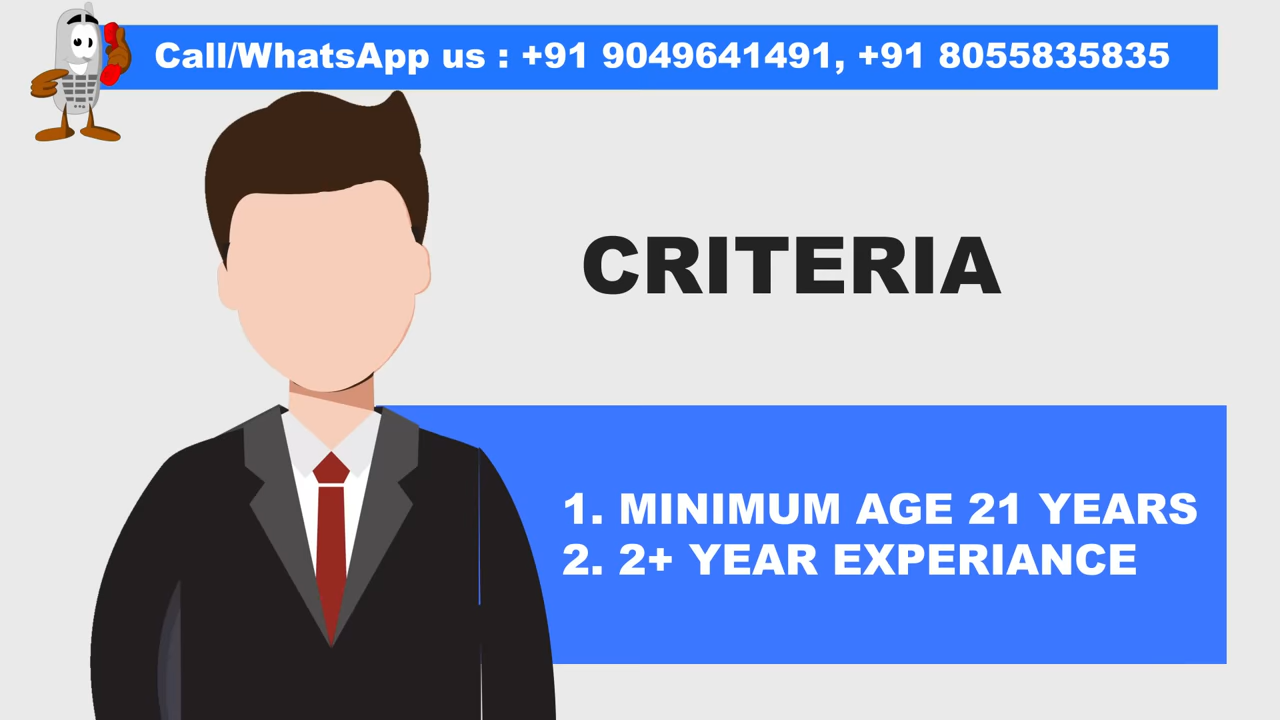 Call/WhatsApp us : +91 9049641491, +91 8055835835
CRITERIA
1. MINIMUM AGE 21 YEARS
2. 2+ YEAR EXPERIANCE